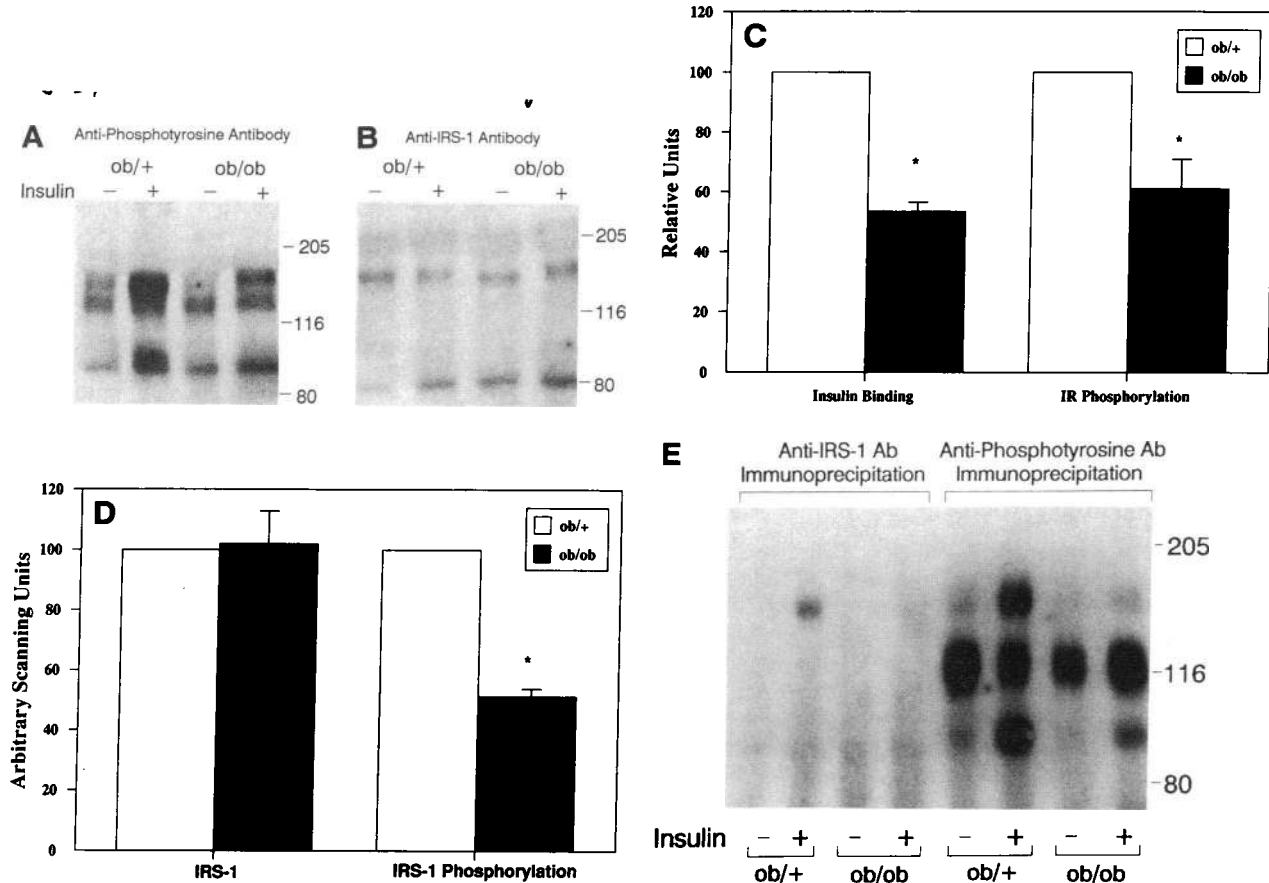 A
Anti-Phosphotyrosine Antibody
ob/+ ob/ob
Insulin − + − +
205
116
80
B
Anti-IRS-1 Antibody
ob/+ ob/ob
− + − +
205
116
80
C
ob/+
ob/ob
Relative Units
120
100
80
60
40
20
0
*
*
Insulin Binding IR Phosphorylation
D
ob/+
ob/ob
Arbitrary Scanning Units
120
100
80
60
40
20
0
*
IRS-1 IRS-1 Phosphorylation
E
Anti-IRS-1 Ab Anti-Phosphotyrosine Ab
Immunoprecipitation Immunoprecipitation
205
116
80
Insulin − + − + − + − +
ob/+ ob/ob ob/+ ob/ob